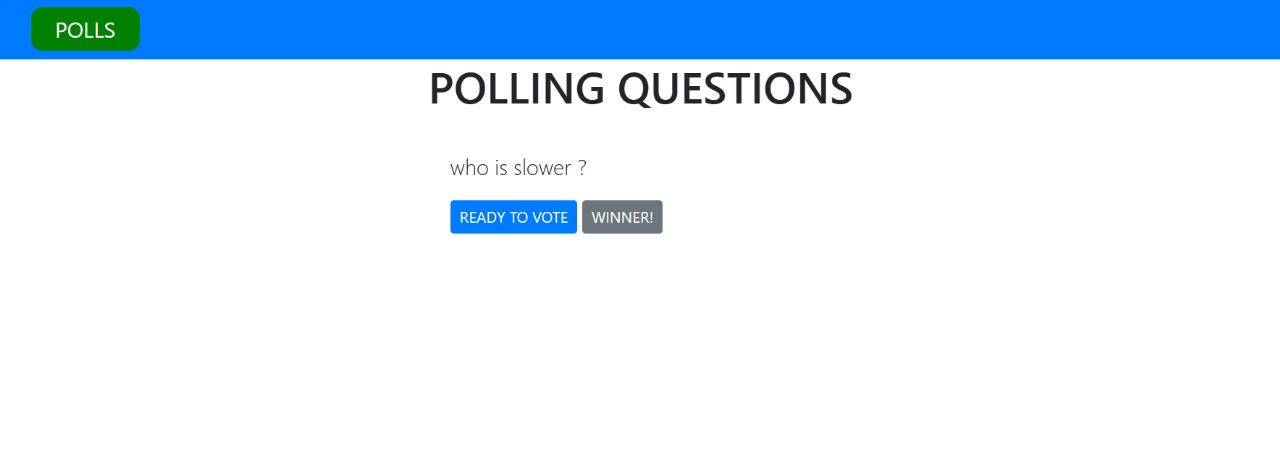 POLLS
POLLING QUESTIONS
who is slower ?
READY TO VOTE WINNER!